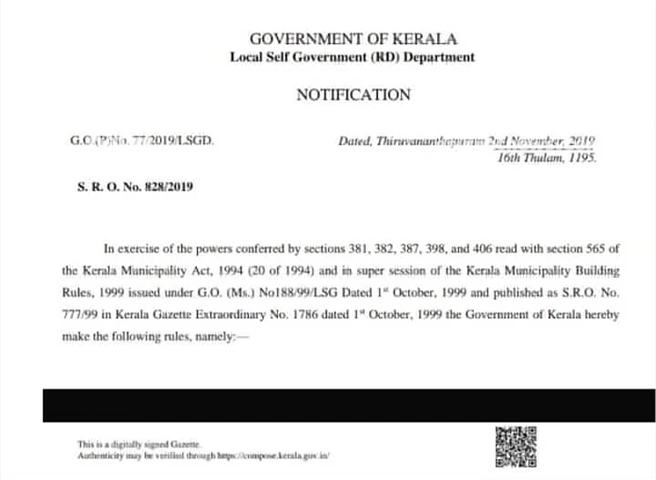 GOVERNMENT OF KERALA
Local Self Government (RD) Department
NOTIFICATION
G.O.(P)No. 77/2019/LSGD.
Dated, Thiruvananthapuram 2nd November, 2019
16th Thulam, 1195.
S. R. O. No. 828/2019
In exercise of the powers conferred by sections 381, 382, 387, 398, and 406 read with section 565 of
the Kerala Municipality Act, 1994 (20 of 1994) and in super session of the Kerala Municipality Building
Rules, 1999 issued under G.O. (Ms.) No188/99/LSG Dated 1st October, 1999 and published as S.R.O. No.
777/99 in Kerala Gazette Extraordinary No. 1786 dated 1st October, 1999 the Government of Kerala hereby
make the following rules, namely:—
This is a digitally signed Gazette.
Authenticity may be verified through https://compose.kerala.gov.in/